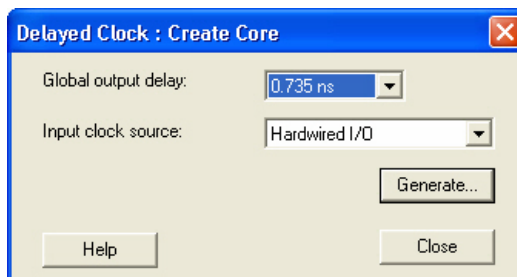 Delayed Clock : Create Core
Global output delay: 0.735 ns
Input clock source: Hardwired I/O
Generate...
Help Close